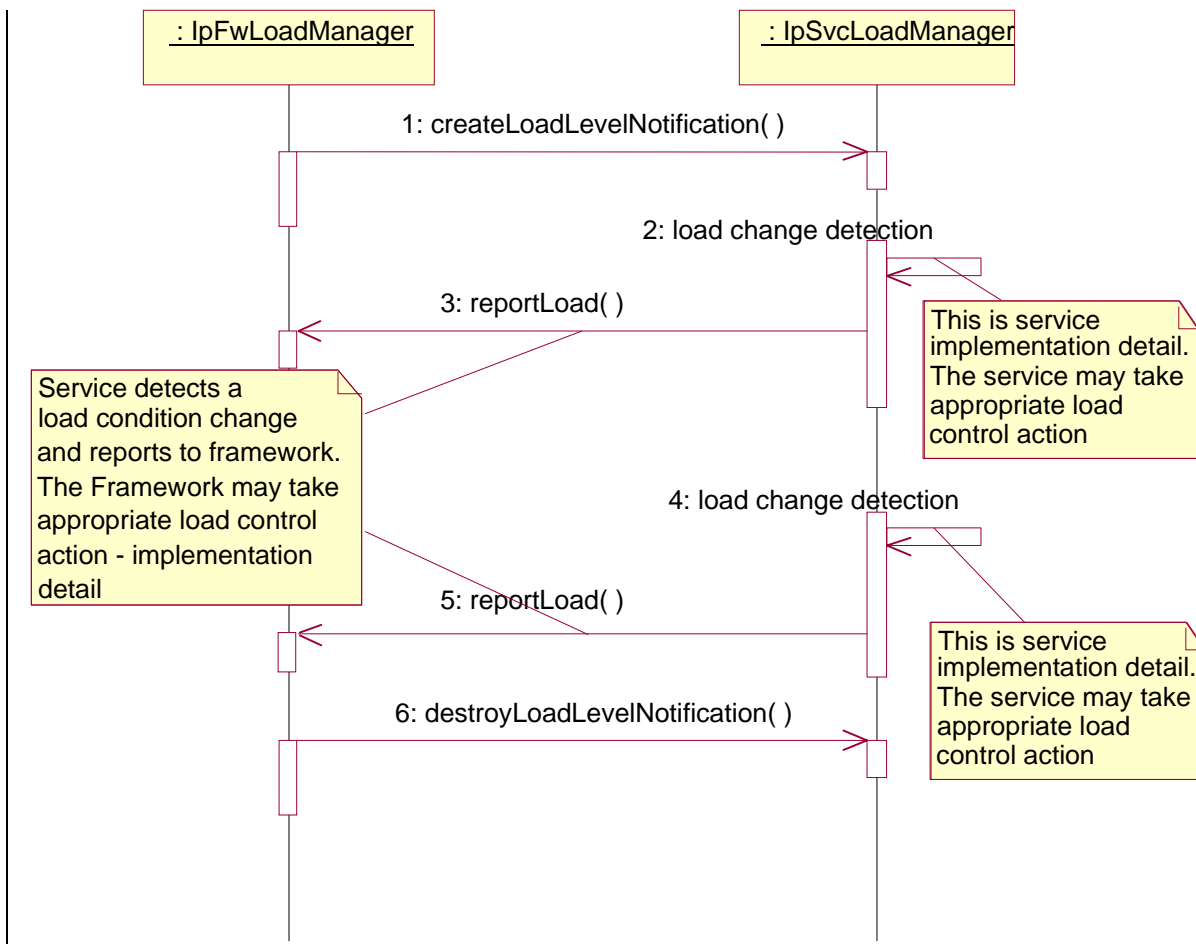 : IpFwLoadManager
: IpSvcLoadManager
1: createLoadLevelNotification( )
2: load change detection
3: reportLoad( )
This is service
implementation detail.
The service may take
appropriate load
control action
Service detects a
load condition change
and reports to framework.
The Framework may take
appropriate load control
action - implementation
detail
4: load change detection
5: reportLoad( )
This is service
implementation detail.
The service may take
appropriate load
control action
6: destroyLoadLevelNotification( )